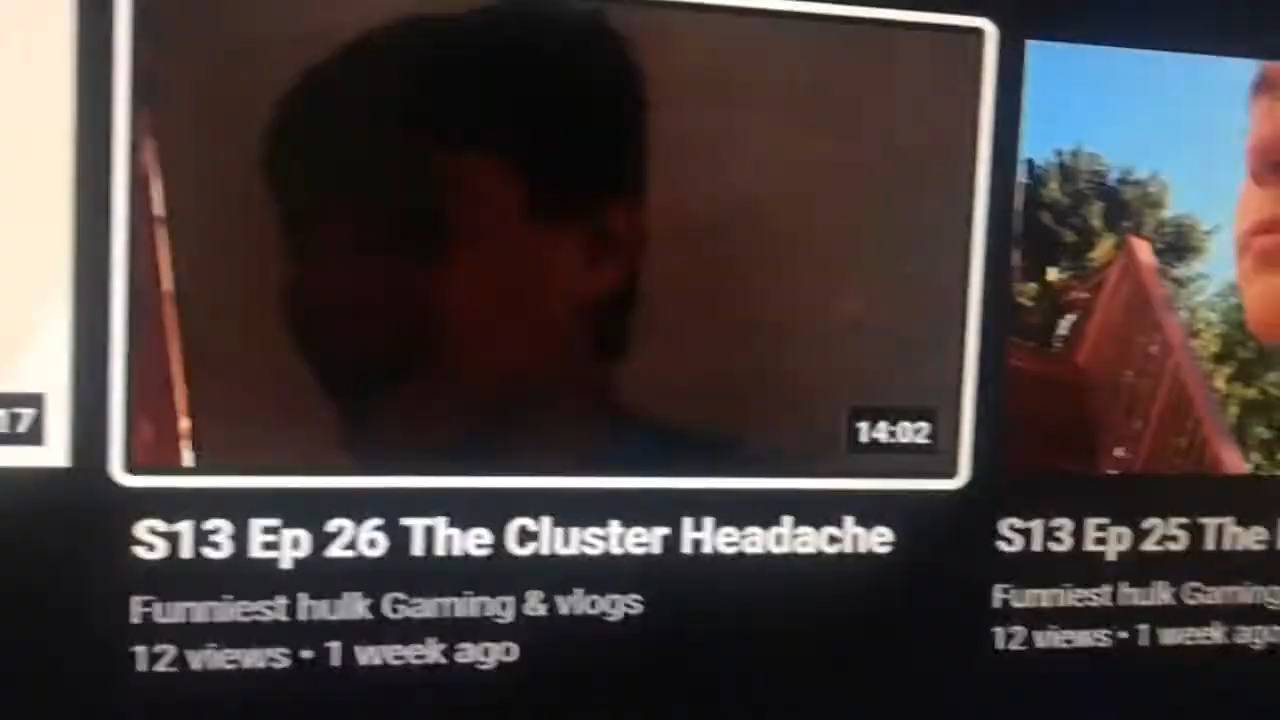 17
14:02
S13 Ep 26 The Cluster Headache
Funniest hulk Gaming & vlogs
12 views • 1 week ago
S13 Ep 25 The
Funniest hulk Gaming
12 views • 1 week ago